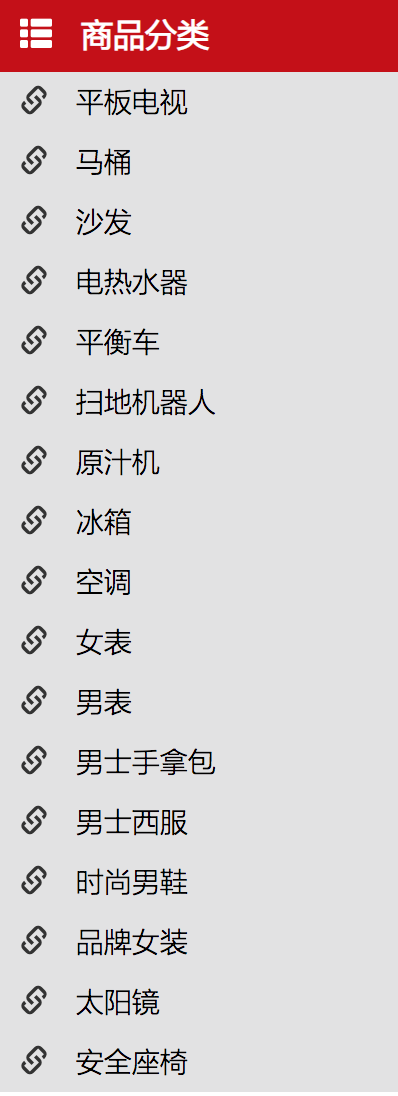 商品分类
平板电视
马桶
沙发
电热水器
平衡车
扫地机器人
原汁机
冰箱
空调
女表
男表
男士手拿包
男士西服
时尚男鞋
品牌女装
太阳镜
安全座椅